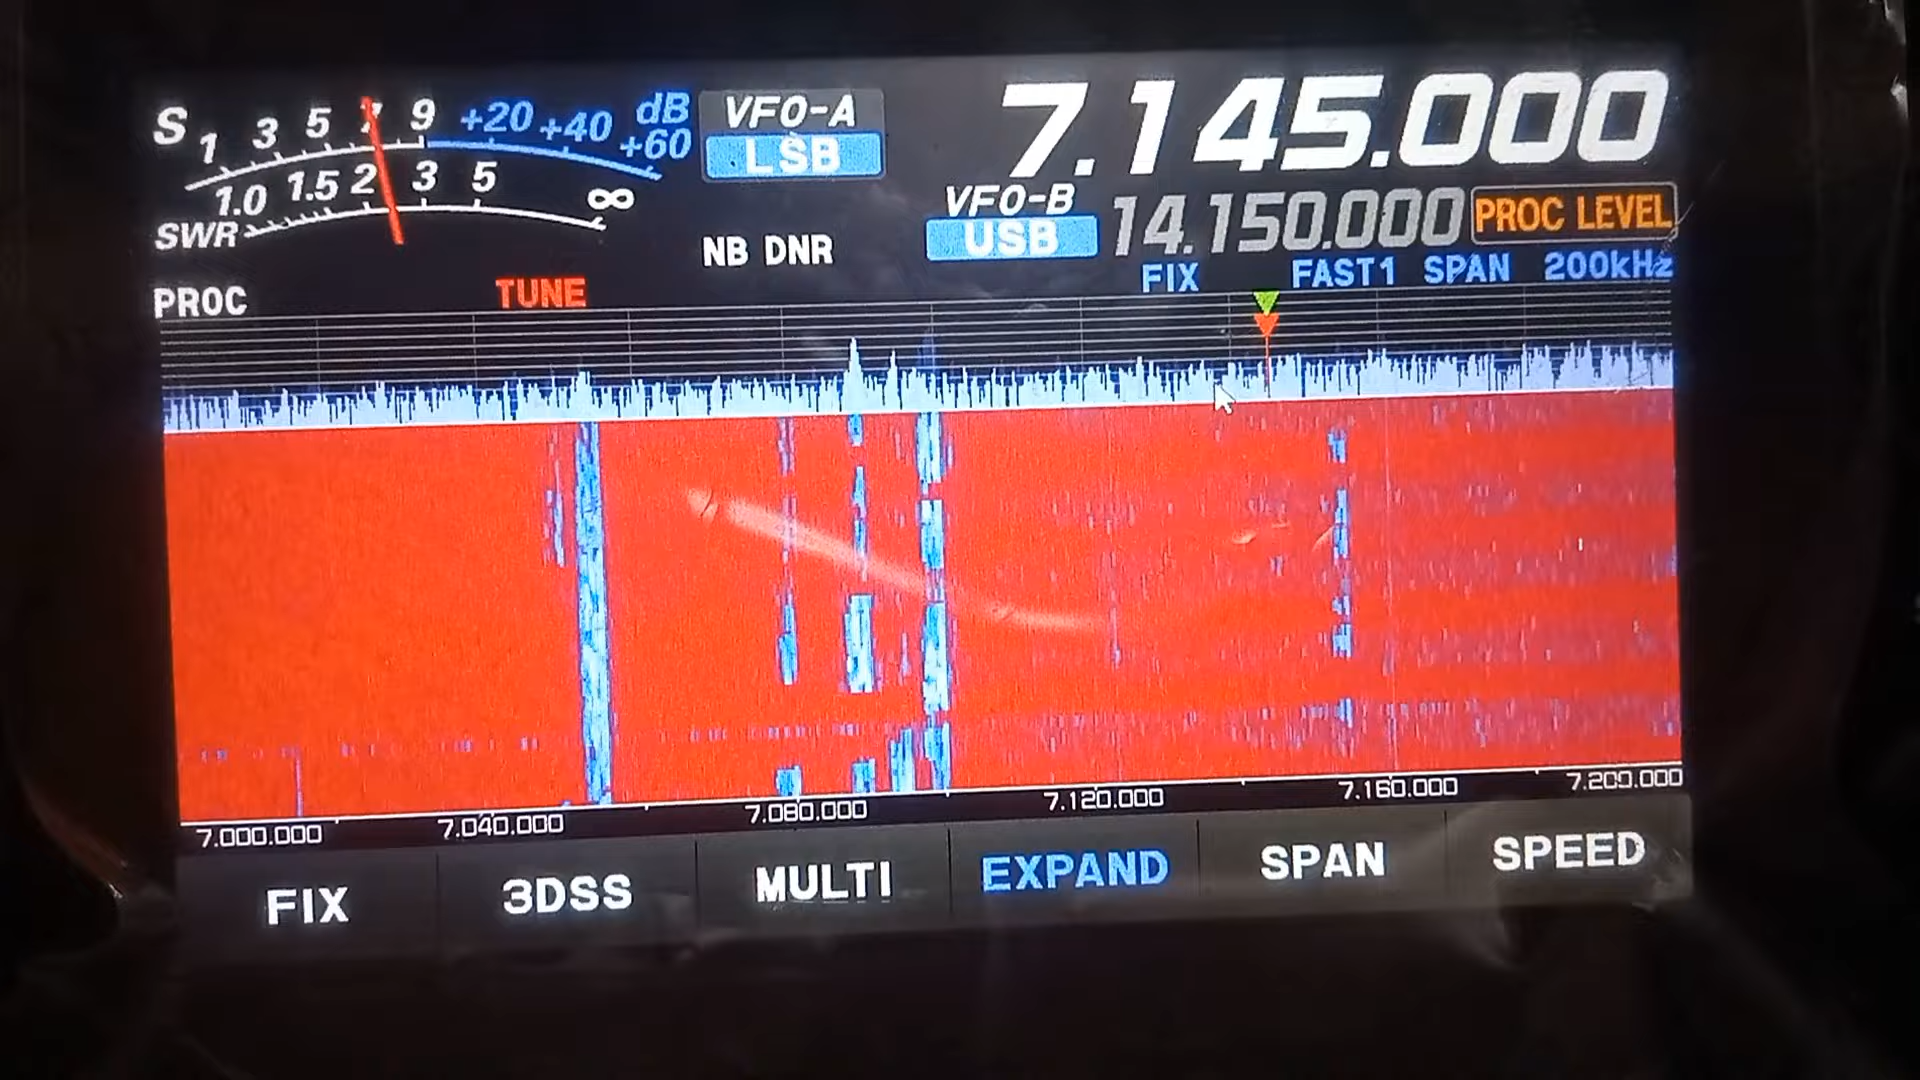 S 1 3 5 7 9 +20 +40 +60 dB
SWR 1.0 1.5 2 3 5 ∞
VFO-A
LSB
7.145.000
VFO-B
USB
14.150.000
PROC LEVEL
NB DNR
FIX FAST1 SPAN 200kHz
PROC TUNE
7.000.000 7.040.000 7.080.000 7.120.000 7.160.000 7.200.000
FIX 3DSS MULTI EXPAND SPAN SPEED